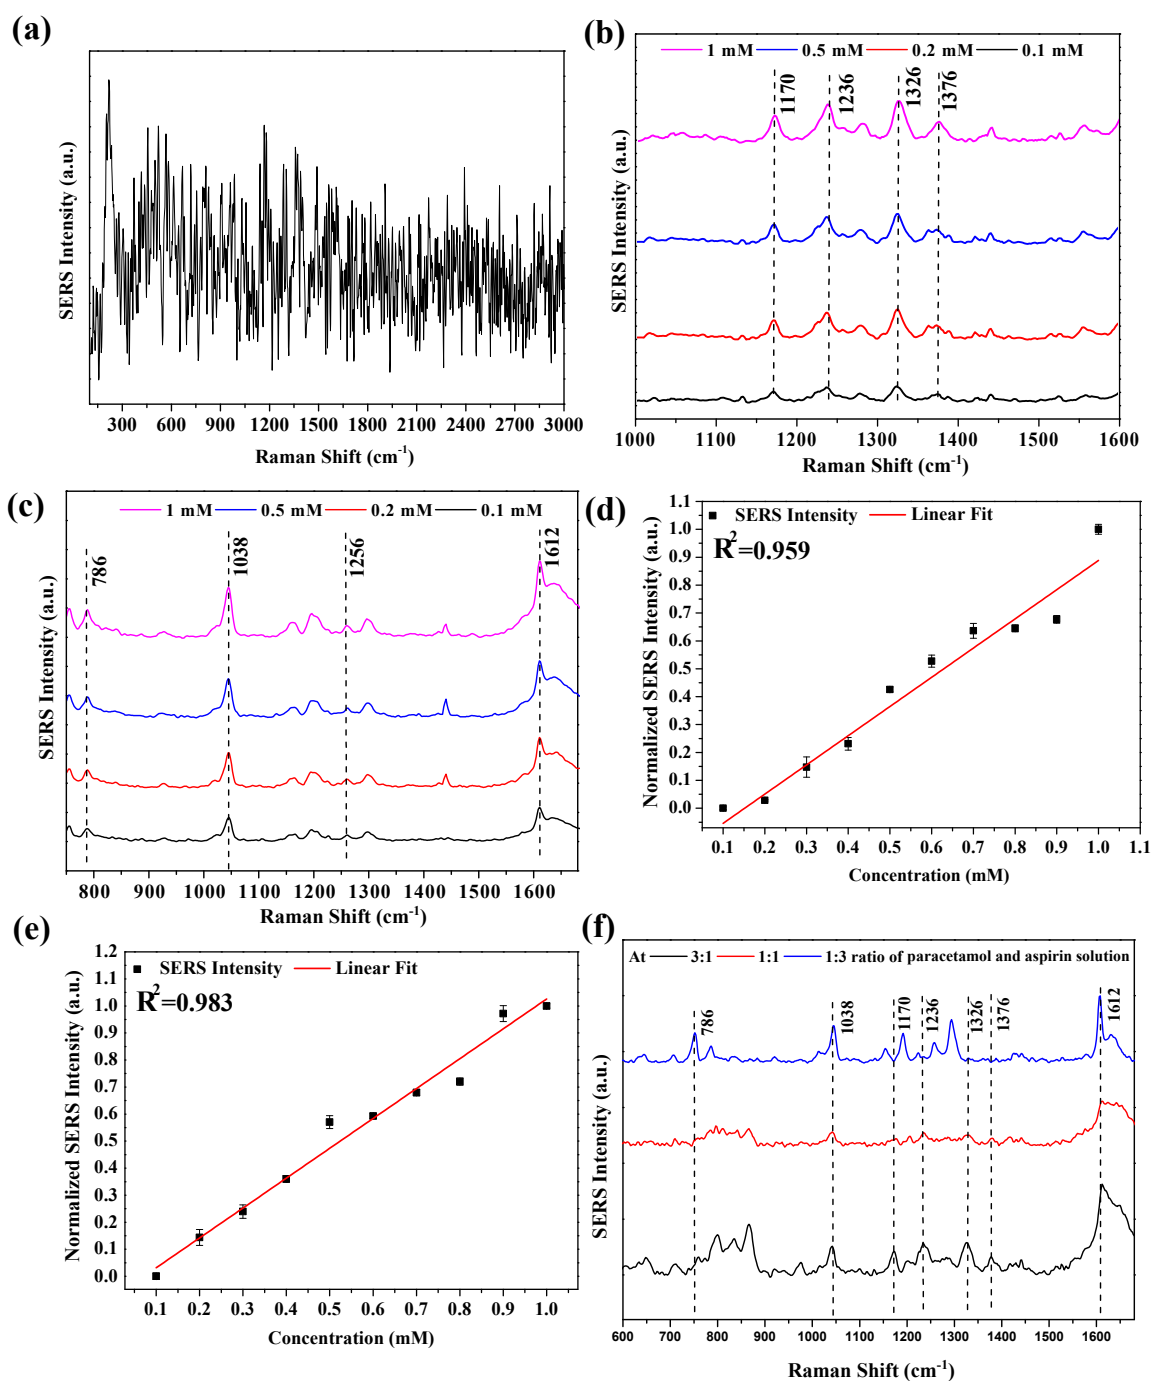 (a)
SERS Intensity (a.u.)
300 600 900 1200 1500 1800 2100 2400 2700 3000
Raman Shift (cm⁻¹)
(b)
1 mM 0.5 mM 0.2 mM 0.1 mM
1170 1236 1326 1376
SERS Intensity (a.u.)
1000 1100 1200 1300 1400 1500 1600
Raman Shift (cm⁻¹)
(c)
1 mM 0.5 mM 0.2 mM 0.1 mM
786 1038 1256 1612
SERS Intensity (a.u.)
800 900 1000 1100 1200 1300 1400 1500 1600
Raman Shift (cm⁻¹)
(d)
SERS Intensity Linear Fit
R²=0.959
Normalized SERS Intensity (a.u.)
1.1
1.0
0.9
0.8
0.7
0.6
0.5
0.4
0.3
0.2
0.1
0.0
0.1 0.2 0.3 0.4 0.5 0.6 0.7 0.8 0.9 1.0 1.1
Concentration (mM)
(e)
SERS Intensity Linear Fit
R²=0.983
Normalized SERS Intensity (a.u.)
1.2
1.1
1.0
0.9
0.8
0.7
0.6
0.5
0.4
0.3
0.2
0.1
0.0
0.1 0.2 0.3 0.4 0.5 0.6 0.7 0.8 0.9 1.0
Concentration (mM)
(f)
At 3:1 1:1 1:3 ratio of paracetamol and aspirin solution
786 1038 1170 1236 1326 1376 1612
SERS Intensity (a.u.)
600 700 800 900 1000 1100 1200 1300 1400 1500 1600
Raman Shift (cm⁻¹)